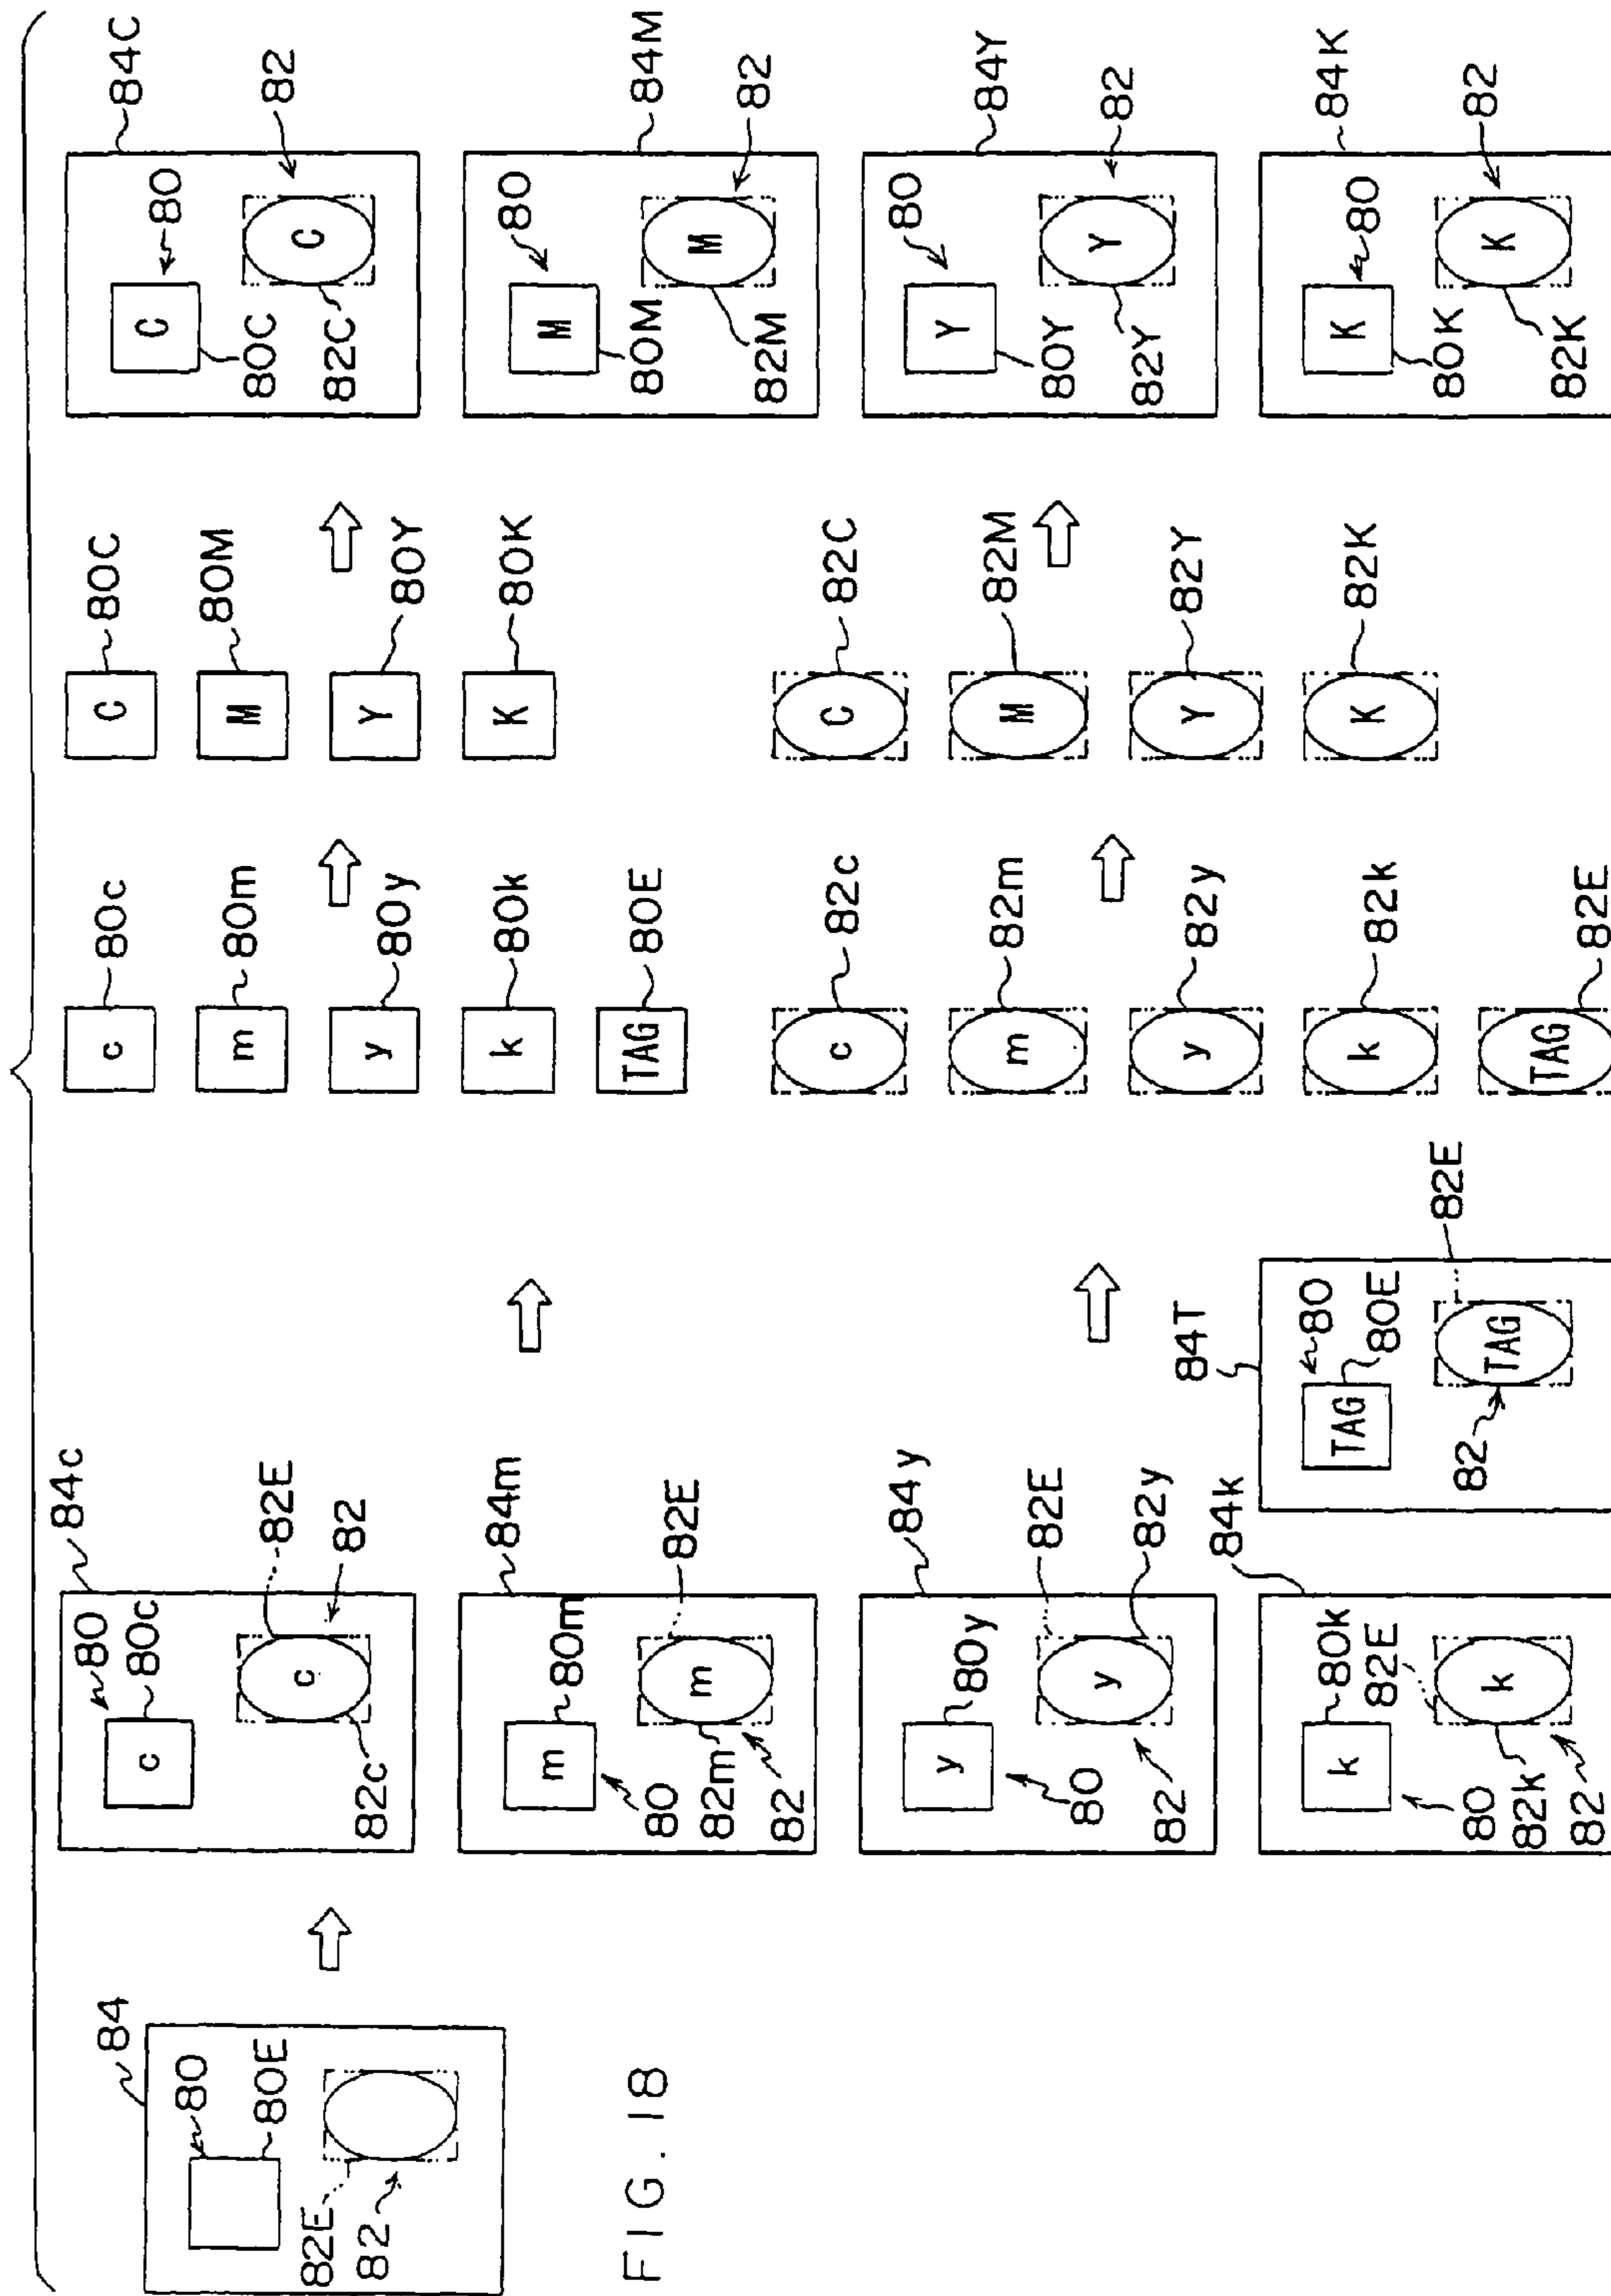 84
80
80E
82E
82
FIG. 18
84c
80
80c
c
82E
c
82
82c
84m
80m
m
80
82E
m
82m
82
84y
80y
y
80
82E
y
82y
82
84k
80k
k
80
82E
k
82k
82
84T
80
80E
TAG
82E
TAG
82
c 80c
m 80m
y 80y
k 80k
TAG 80E
c 82c
m 82m
y 82y
k 82k
TAG 82E
C 80C
M 80M
Y 80Y
K 80K
C 82C
M 82M
Y 82Y
K 82K
84C
C
80
80C
C
82
82C
84M
M
80
80M
M
82
82M
84Y
Y
80
80Y
Y
82
82Y
84K
K
80
80K
K
82
82K